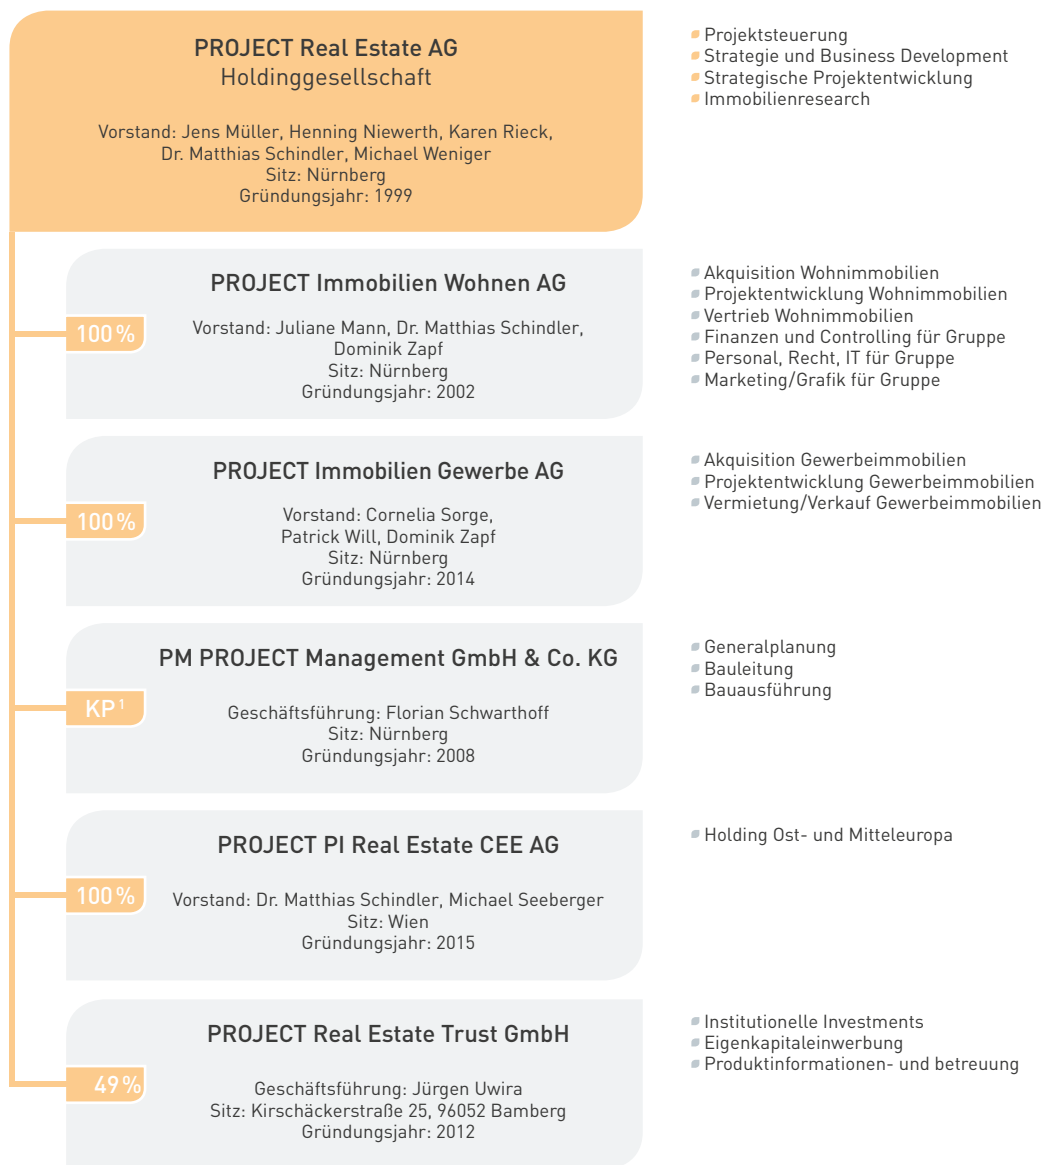 PROJECT Real Estate AG
Holdinggesellschaft
Vorstand: Jens Müller, Henning Niewerth, Karen Rieck,
Dr. Matthias Schindler, Michael Weniger
Sitz: Nürnberg
Gründungsjahr: 1999
Projektsteuerung
Strategie und Business Development
Strategische Projektentwicklung
Immobilienresearch
100 %
PROJECT Immobilien Wohnen AG
Vorstand: Juliane Mann, Dr. Matthias Schindler,
Dominik Zapf
Sitz: Nürnberg
Gründungsjahr: 2002
Akquisition Wohnimmobilien
Projektentwicklung Wohnimmobilien
Vertrieb Wohnimmobilien
Finanzen und Controlling für Gruppe
Personal, Recht, IT für Gruppe
Marketing/Grafik für Gruppe
100 %
PROJECT Immobilien Gewerbe AG
Vorstand: Cornelia Sorge,
Patrick Will, Dominik Zapf
Sitz: Nürnberg
Gründungsjahr: 2014
Akquisition Gewerbeimmobilien
Projektentwicklung Gewerbeimmobilien
Vermietung/Verkauf Gewerbeimmobilien
KP ¹
PM PROJECT Management GmbH & Co. KG
Geschäftsführung: Florian Schwarthoff
Sitz: Nürnberg
Gründungsjahr: 2008
Generalplanung
Bauleitung
Bauausführung
100 %
PROJECT PI Real Estate CEE AG
Vorstand: Dr. Matthias Schindler, Michael Seeberger
Sitz: Wien
Gründungsjahr: 2015
Holding Ost- und Mitteleuropa
49 %
PROJECT Real Estate Trust GmbH
Geschäftsführung: Jürgen Uwira
Sitz: Kirschäckerstraße 25, 96052 Bamberg
Gründungsjahr: 2012
Institutionelle Investments
Eigenkapitaleinwerbung
Produktinformationen- und betreuung